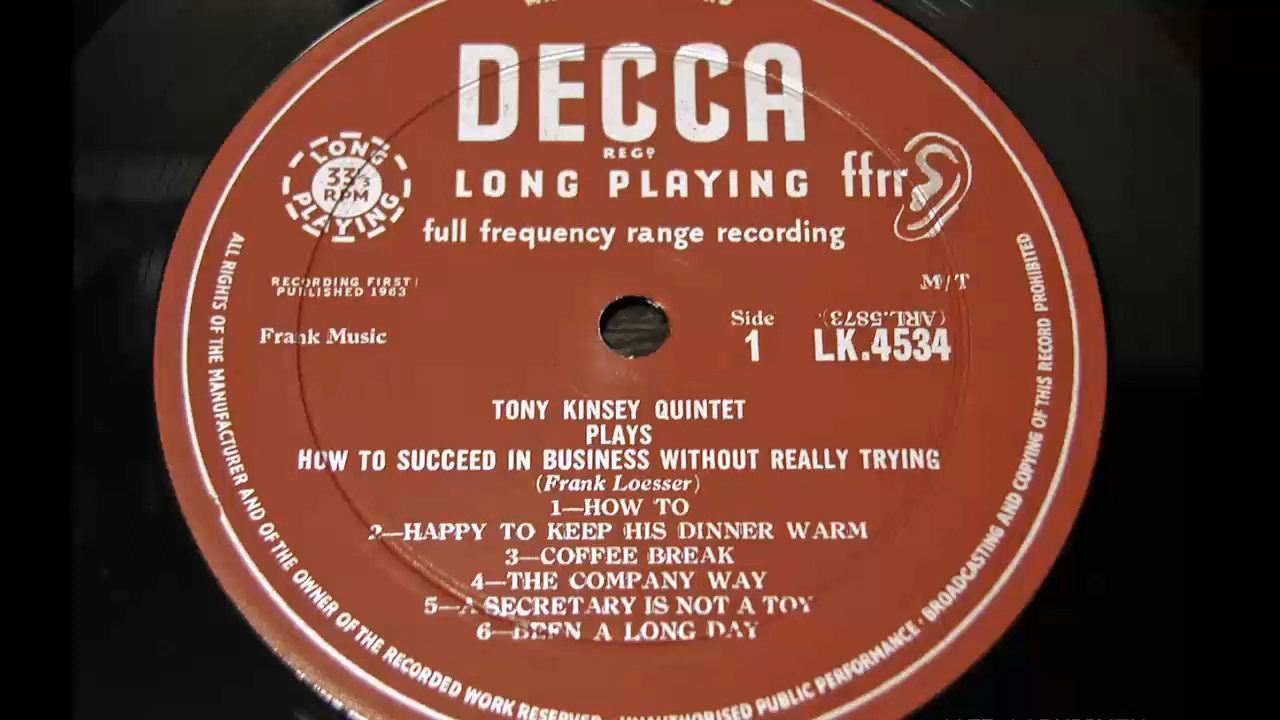 DECCA
REGD
LONG PLAYING
LONG
33⅓
RPM
PLAYING
ffrr
full frequency range recording
RECORDING FIRST
PUBLISHED 1963
M/T
Frank Music
Side
1
(ARL.5873)
LK.4534
TONY KINSEY QUINTET
PLAYS
HOW TO SUCCEED IN BUSINESS WITHOUT REALLY TRYING
(Frank Loesser)
1—HOW TO
2—HAPPY TO KEEP HIS DINNER WARM
3—COFFEE BREAK
4—THE COMPANY WAY
5—A SECRETARY IS NOT A TOY
6—BEEN A LONG DAY
ALL RIGHTS OF THE MANUFACTURER AND OF THE OWNER OF THE RECORDED WORK RESERVED · UNAUTHORISED PUBLIC PERFORMANCE · BROADCASTING AND COPYING OF THIS RECORD PROHIBITED